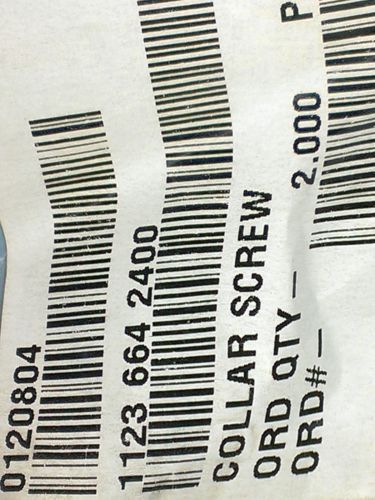 0120804
1123 664 2400
COLLAR SCREW
ORD QTY– 2.000 P
ORD#–